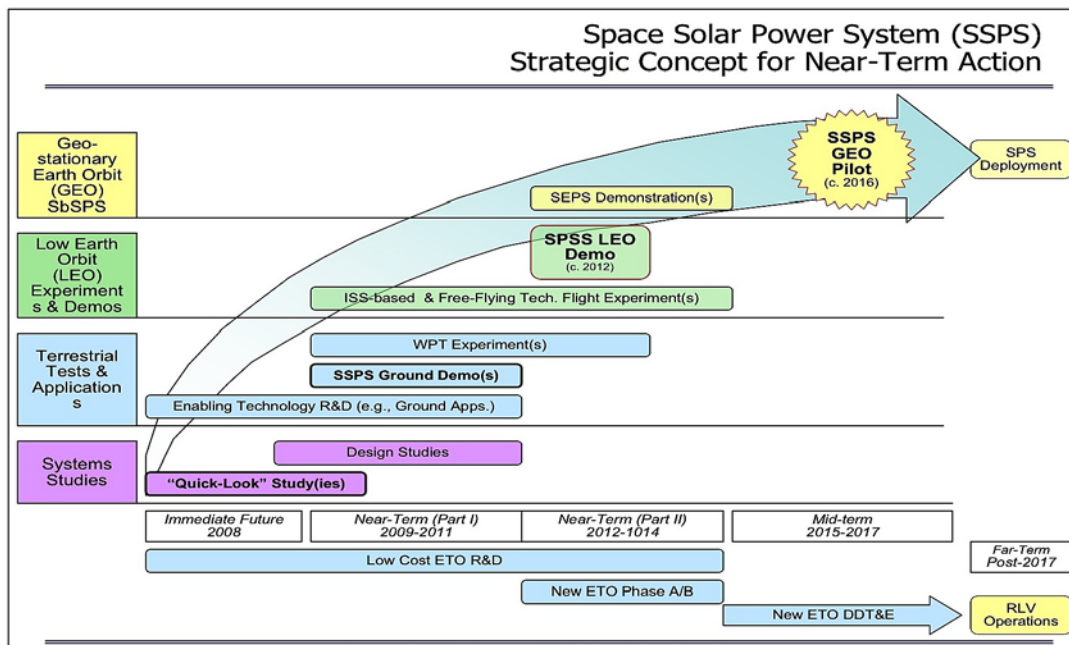 Space Solar Power System (SSPS)
Strategic Concept for Near-Term Action
Geo-
stationary
Earth Orbit
(GEO)
SbSPS
SSPS
GEO
Pilot
(c. 2016)
SPS
Deployment
SEPS Demonstration(s)
Low Earth
Orbit
(LEO)
Experiment
s & Demos
SPSS LEO
Demo
(c. 2012)
ISS-based & Free-Flying Tech. Flight Experiment(s)
Terrestrial
Tests &
Application
s
WPT Experiment(s)
SSPS Ground Demo(s)
Enabling Technology R&D (e.g., Ground Apps.)
Systems
Studies
Design Studies
“Quick-Look” Study(ies)
Immediate Future
2008
Near-Term (Part I)
2009-2011
Near-Term (Part II)
2012-1014
Mid-term
2015-2017
Far-Term
Post-2017
Low Cost ETO R&D
New ETO Phase A/B
New ETO DDT&E
RLV
Operations